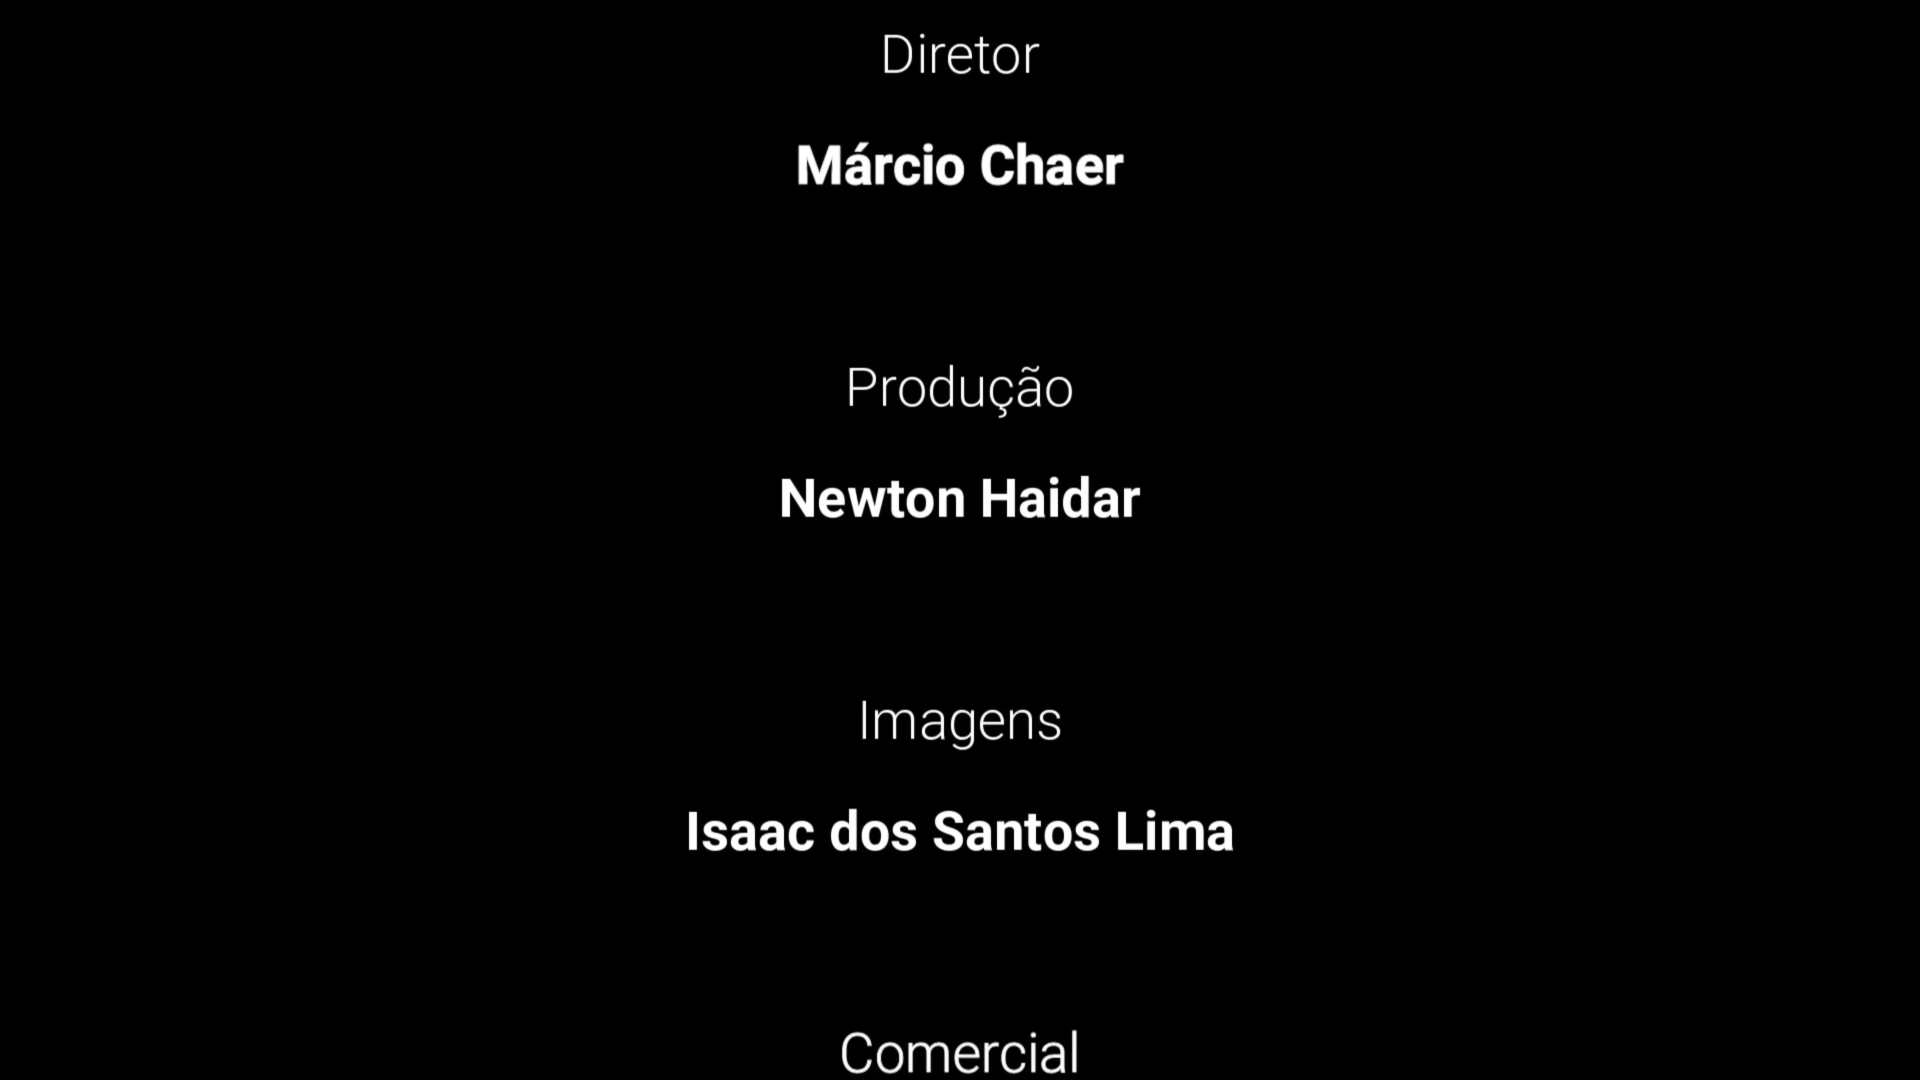 Diretor
Márcio Chaer
Produção
Newton Haidar
Imagens
Isaac dos Santos Lima
Comercial